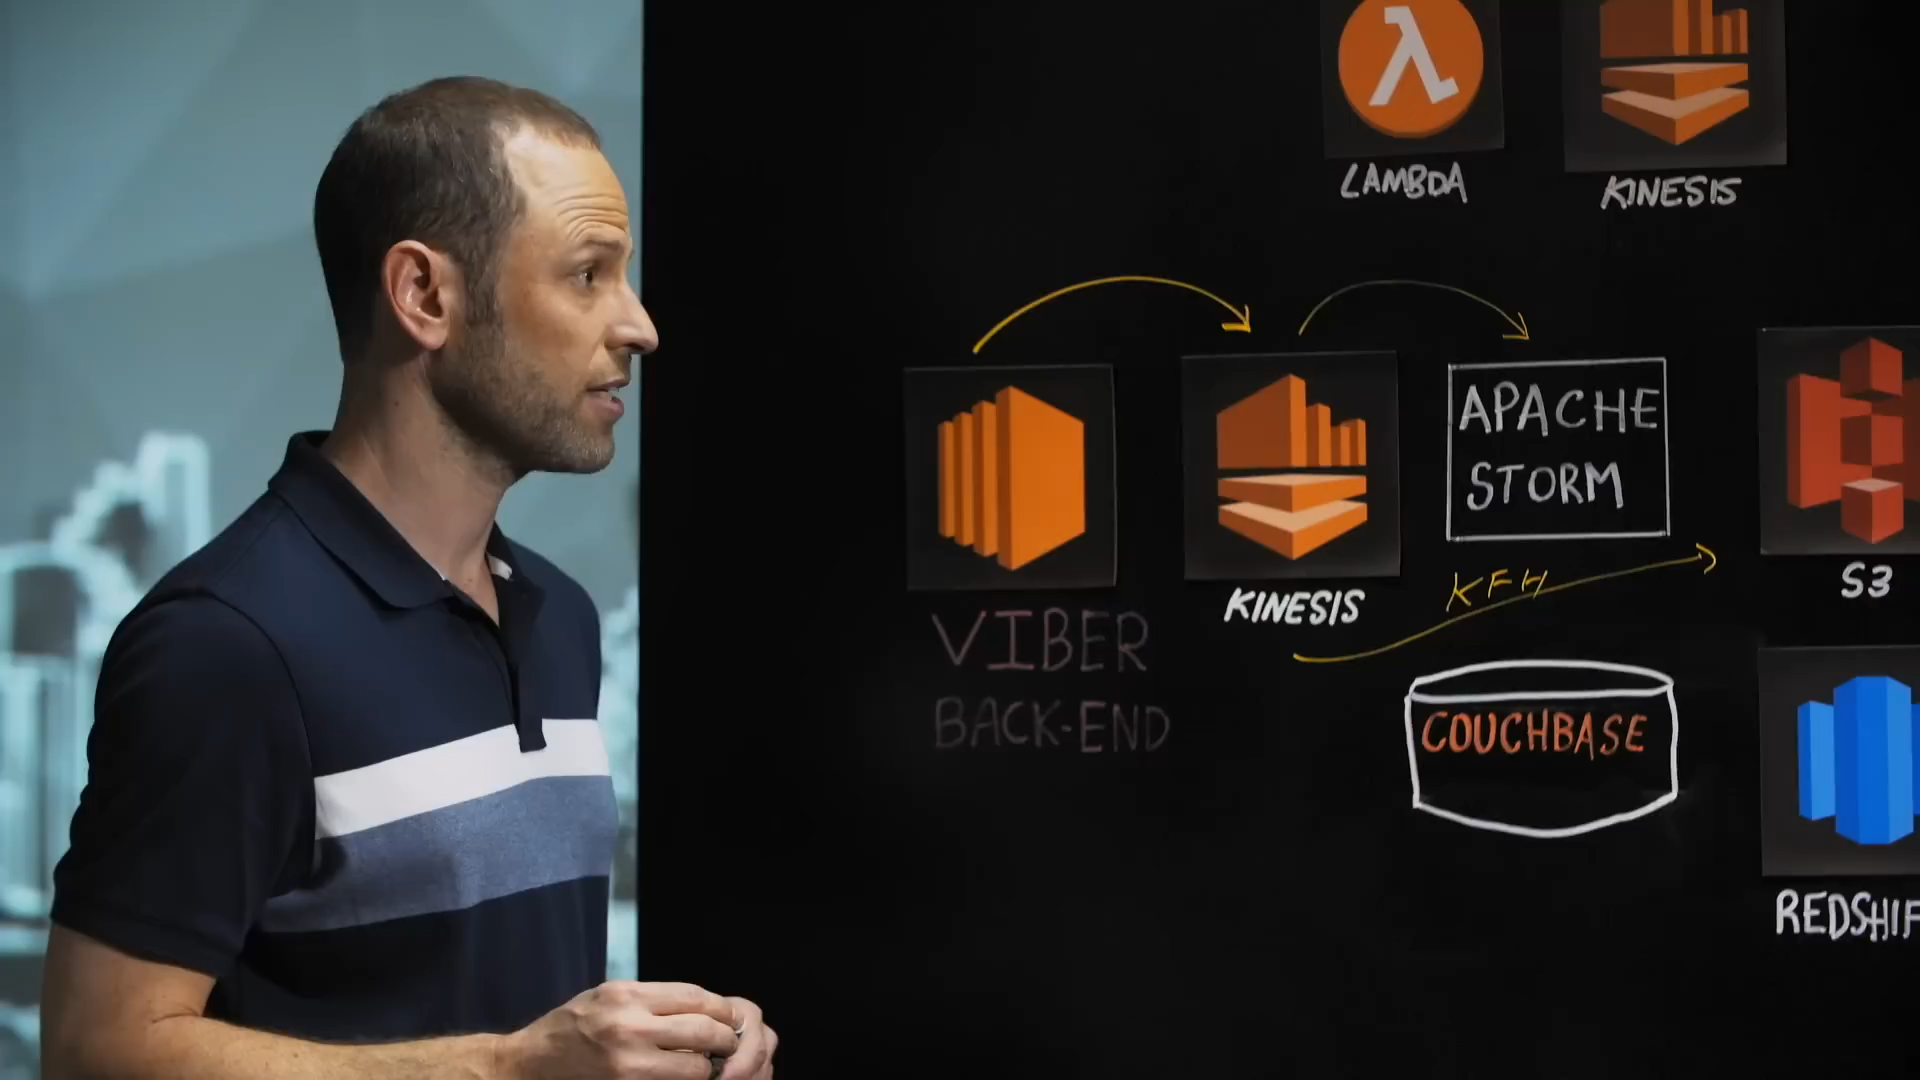 λ
LAMBDA
KINESIS
APACHE
STORM
KFH
S3
KINESIS
VIBER
BACK-END
COUCHBASE
REDSHIF